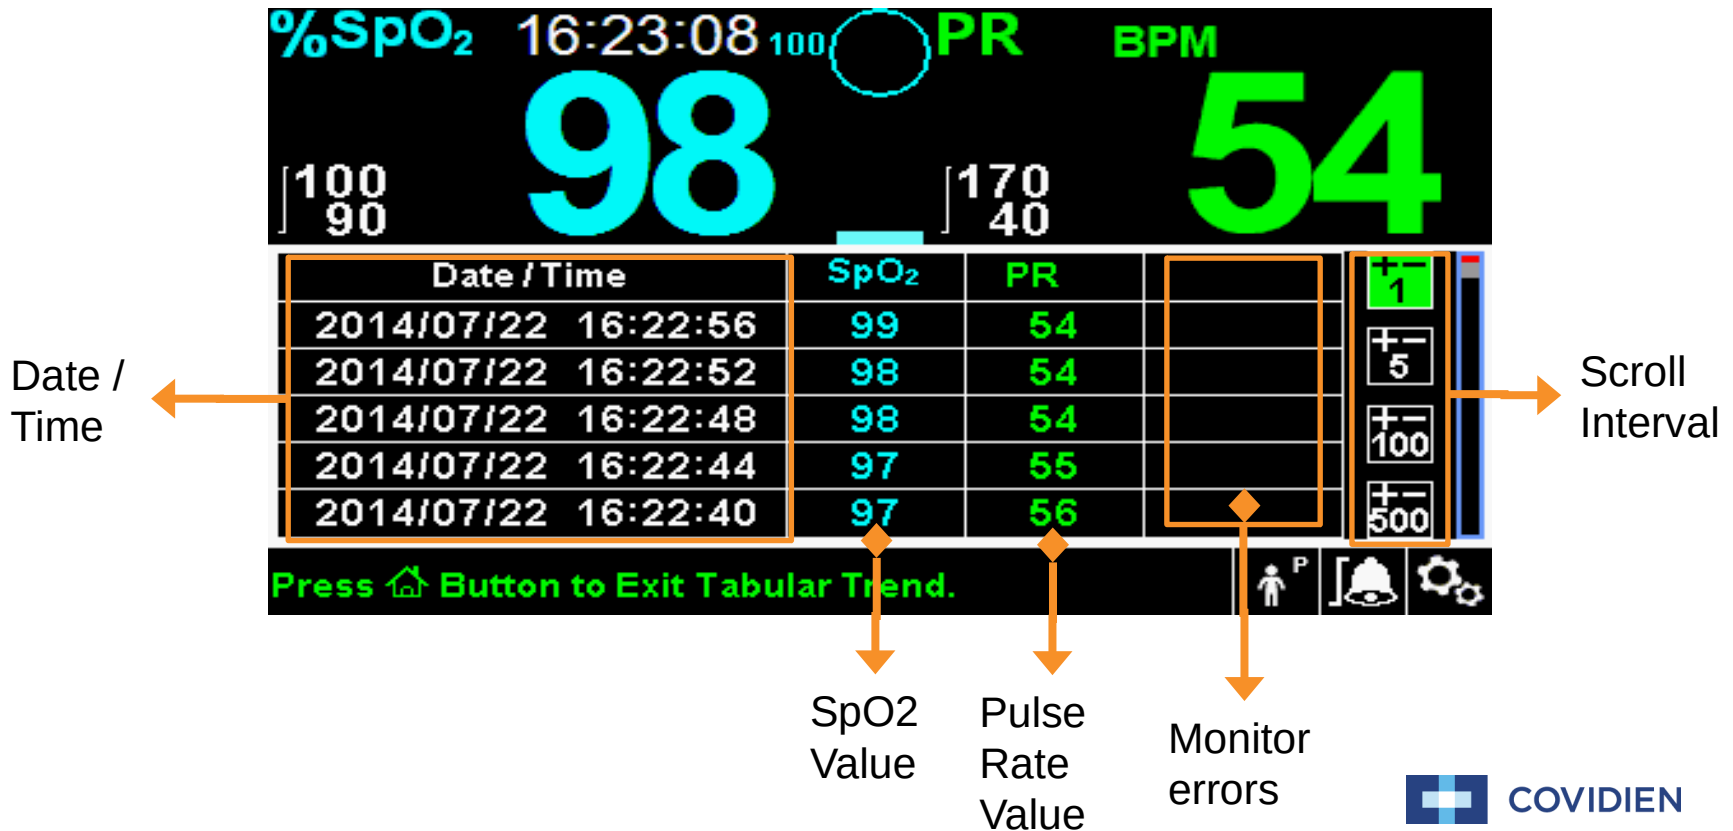 %SpO₂ 16:23:08 100 PR BPM
98 54
100
90
170
40
Date / Time SpO₂ PR
2014/07/22 16:22:56 99 54
2014/07/22 16:22:52 98 54
2014/07/22 16:22:48 98 54
2014/07/22 16:22:44 97 55
2014/07/22 16:22:40 97 56
+-
1
+-
5
+-
100
+-
500
Press Button to Exit Tabular Trend.
P
Date /
Time
Scroll
Interval
SpO2
Value
Pulse
Rate
Value
Monitor
errors
COVIDIEN